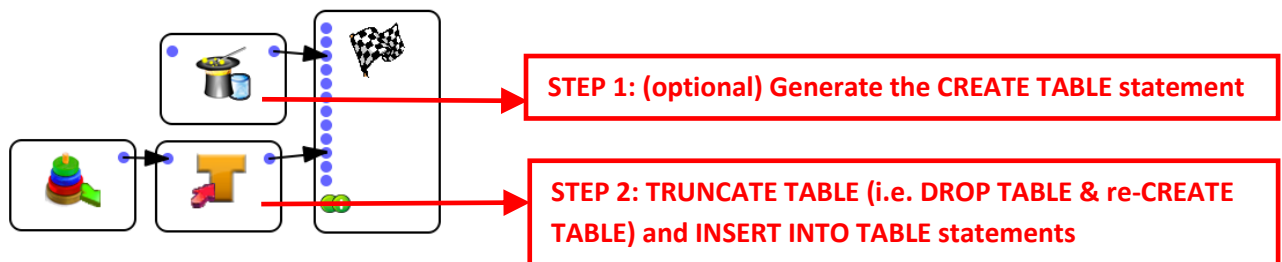 STEP 1: (optional) Generate the CREATE TABLE statement
STEP 2: TRUNCATE TABLE (i.e. DROP TABLE & re-CREATE
TABLE) and INSERT INTO TABLE statements